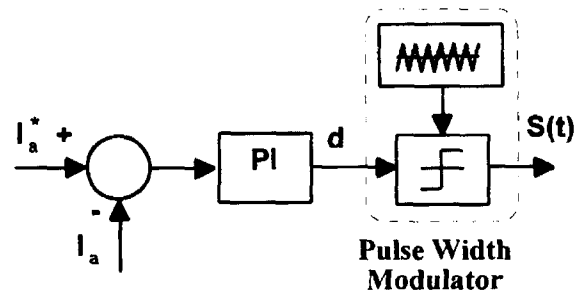 I*a +
PI
d
S(t)
-
Ia
Pulse Width
Modulator